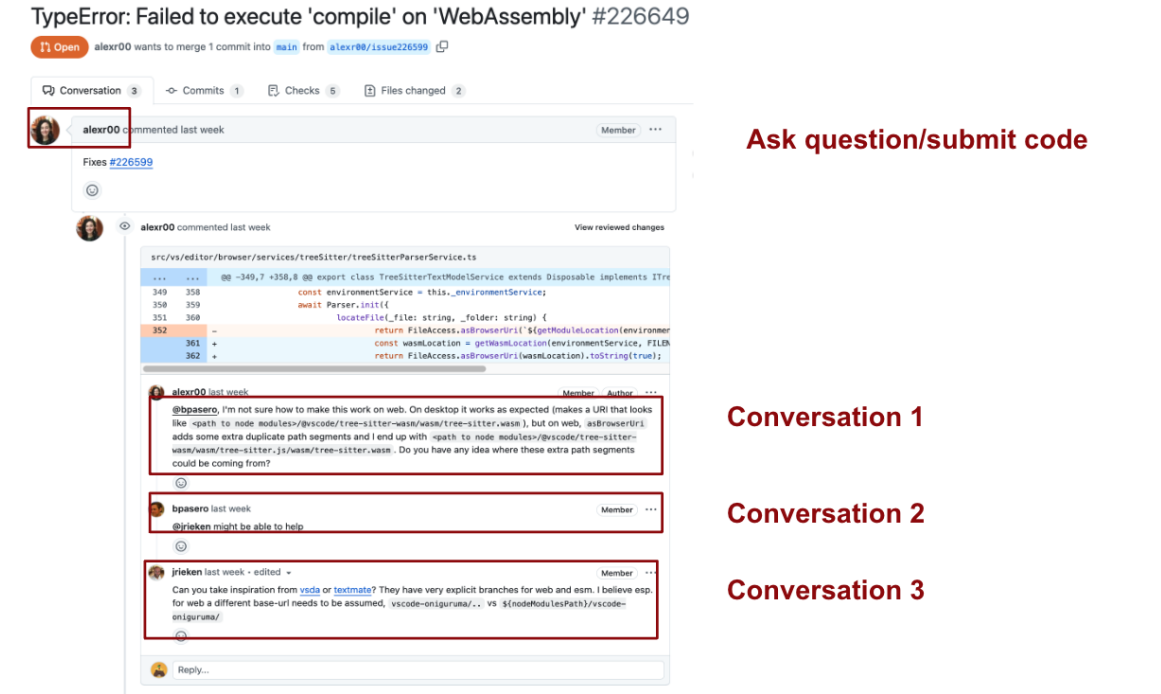 TypeError: Failed to execute 'compile' on 'WebAssembly' #226649
Open alexr00 wants to merge 1 commit into main from alexr00/issue226599
Conversation 3 Commits 1 Checks 5 Files changed 2
alexr00 commented last week Member ...
Ask question/submit code
Fixes #226599
alexr00 commented last week View reviewed changes
src/vs/editor/browser/services/treeSitter/treeSitterParserService.ts
... ... @@ -349,7 +358,8 @@ export class TreeSitterTextModelService extends Disposable implements ITre
349 358 const environmentService = this._environmentService;
350 359 await Parser.init({
351 360 locateFile(_file: string, _folder: string) {
352 - return FileAccess.asBrowserUri(`${getModuleLocation(environmen
361 + const wasmLocation = getWasmLocation(environmentService, FILEN
362 + return FileAccess.asBrowserUri(wasmLocation).toString(true);
alexr00 last week Member Author ...
@bpasero, I'm not sure how to make this work on web. On desktop it works as expected (makes a URI that looks
like <path to node modules>/@vscode/tree-sitter-wasm/wasm/tree-sitter.wasm ), but on web, asBrowserUri
adds some extra duplicate path segments and I end up with <path to node modules>/@vscode/tree-sitter-
wasm/wasm/tree-sitter.js/wasm/tree-sitter.wasm . Do you have any idea where these extra path segments
could be coming from?
Conversation 1
bpasero last week Member ...
@jrieken might be able to help
Conversation 2
jrieken last week • edited Member ...
Can you take inspiration from vsda or textmate? They have very explicit branches for web and esm. I believe esp.
for web a different base-url needs to be assumed, vscode-oniguruma/.. vs ${nodeModulesPath}/vscode-
oniguruma/
Conversation 3
Reply...